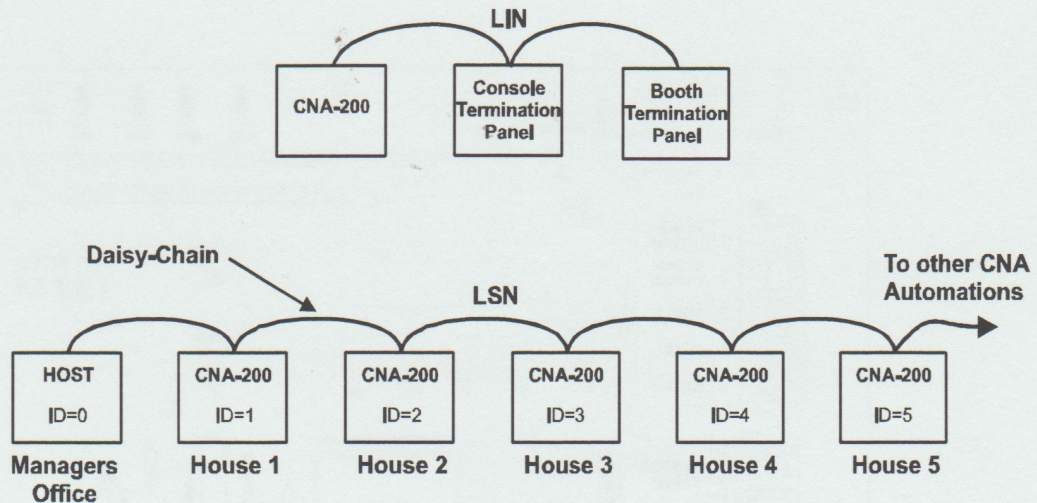 LIN
CNA-200
Console
Termination
Panel
Booth
Termination
Panel
Daisy-Chain
LSN
To other CNA
Automations
HOST
ID=0
CNA-200
ID=1
CNA-200
ID=2
CNA-200
ID=3
CNA-200
ID=4
CNA-200
ID=5
Managers
Office
House 1
House 2
House 3
House 4
House 5